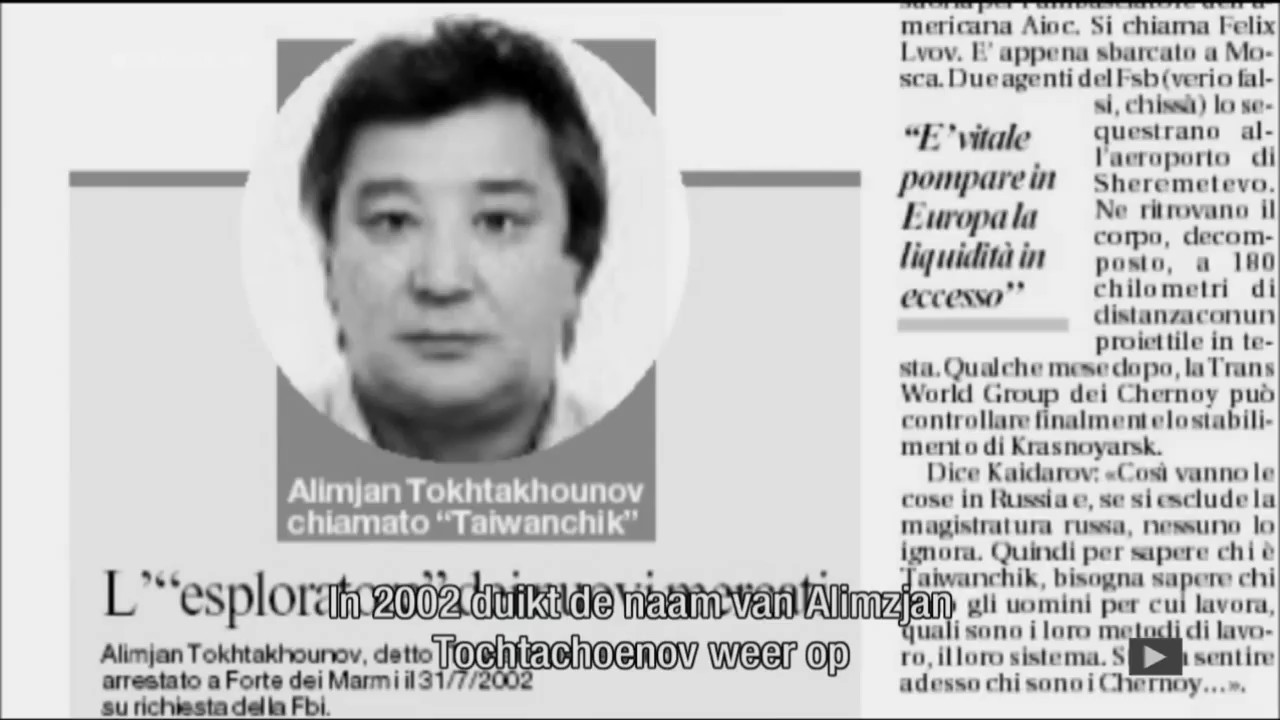 Alimjan Tokhtakhounov
chiamato “Taiwanchik”
Alimjan Tokhtakhounov, detto
arrestato a Forte dei Marmi il 31/7/2002
su richiesta della Fbi.
mericana Aioc. Si chiama Felix
Lvov. E' appena sbarcato a Mo-
sca. Due agenti del Fsb (veri o fal-
si, chissà) lo se-
questrano al-
l'aeroporto di
Sheremetevo.
Ne ritrovano il
corpo, decom-
posto, a 180
chilometri di
distanza con un
proiettile in te-
“E' vitale
pompare in
Europa la
liquidità in
eccesso”
sta. Qualche mese dopo, la Trans
World Group dei Chernoy può
controllare finalmente lo stabili-
mento di Krasnoyarsk.
Dice Kaidarov: «Così vanno le
cose in Russia e, se si esclude la
magistratura russa, nessuno lo
ignora. Quindi per sapere chi è
Taiwanchik, bisogna sapere chi
gli uomini per cui lavora,
quali sono i loro metodi di lavo-
ro, il loro sistema. sentire
adesso chi sono i Chernoy...».
In 2002 duikt de naam van Alimzjan
Tochtachoenov weer op